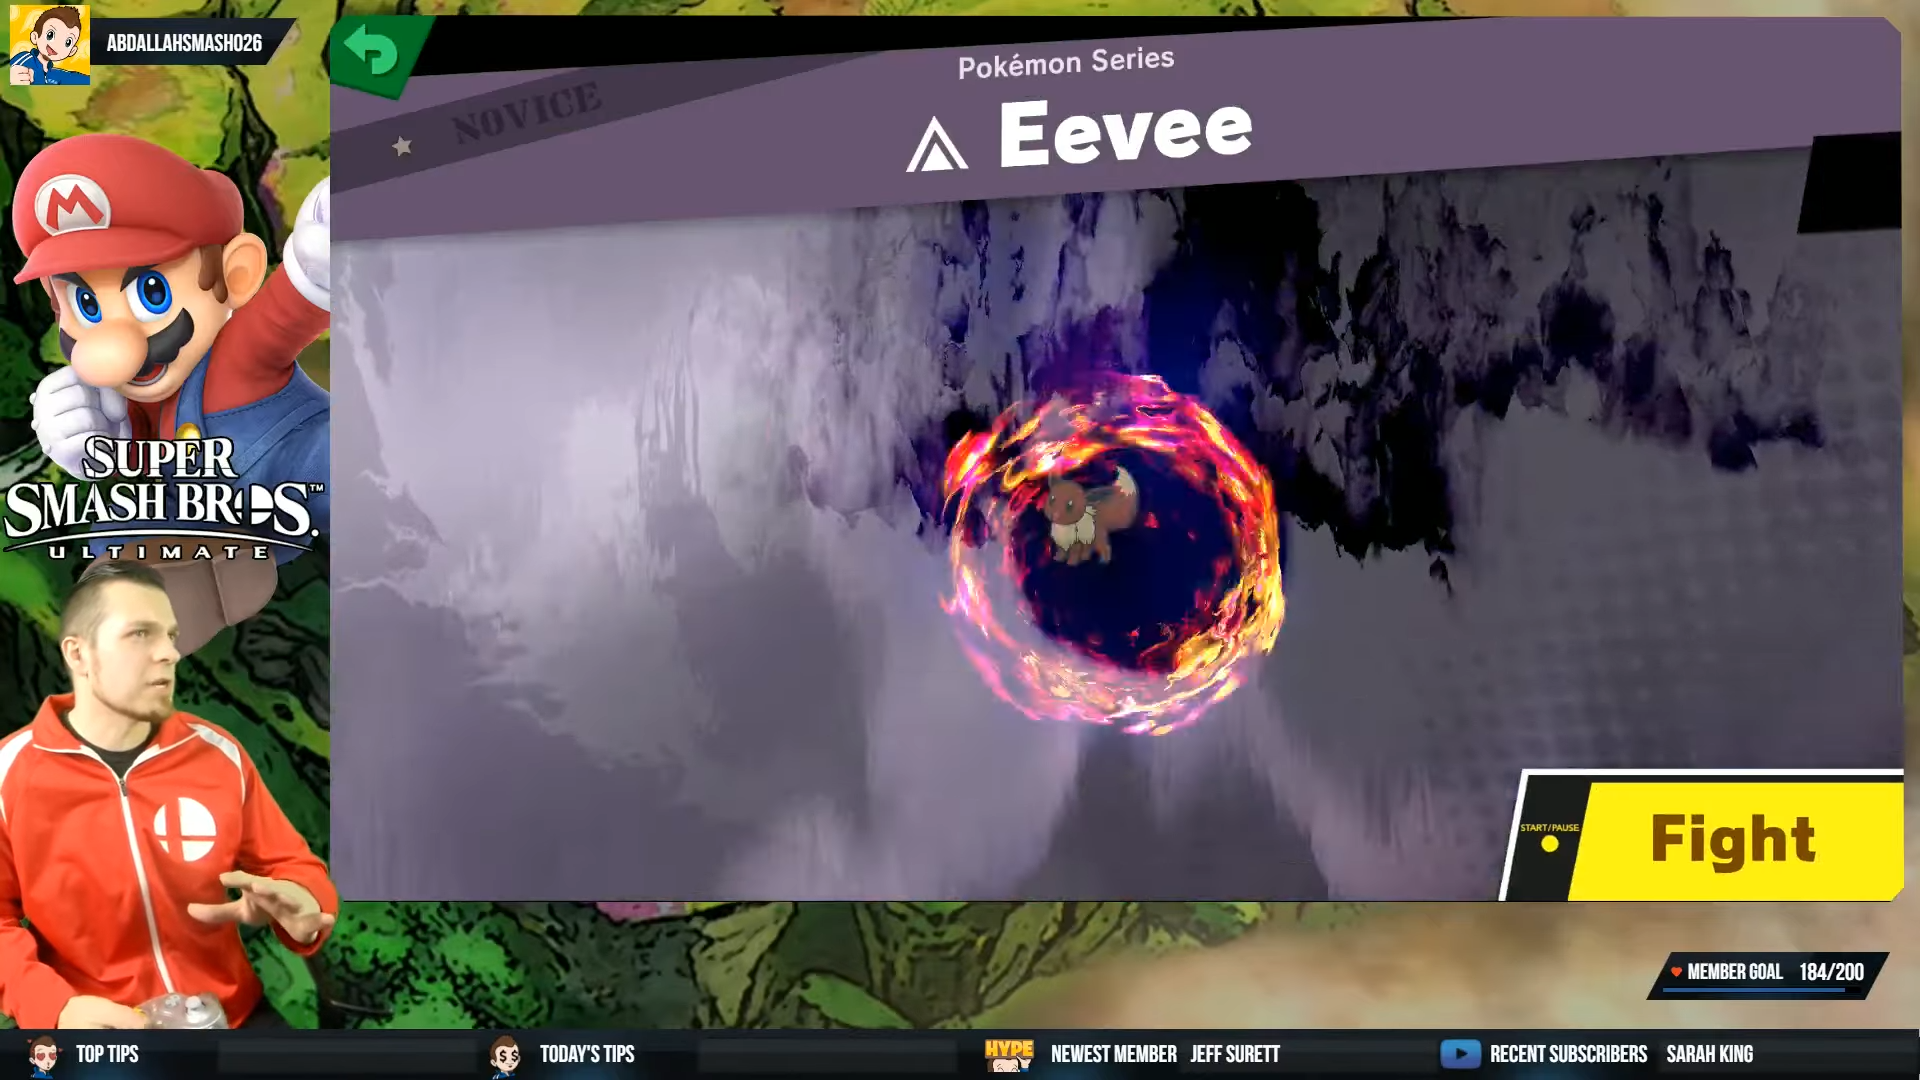 ABDALLAHSMASH026
Pokémon Series
Eevee
NOVICE
M
SUPER
SMASH BROS.™
ULTIMATE
START/PAUSE
Fight
MEMBER GOAL 184/200
TOP TIPS
TODAY'S TIPS
HYPE
NEWEST MEMBER JEFF SURETT
RECENT SUBSCRIBERS SARAH KING